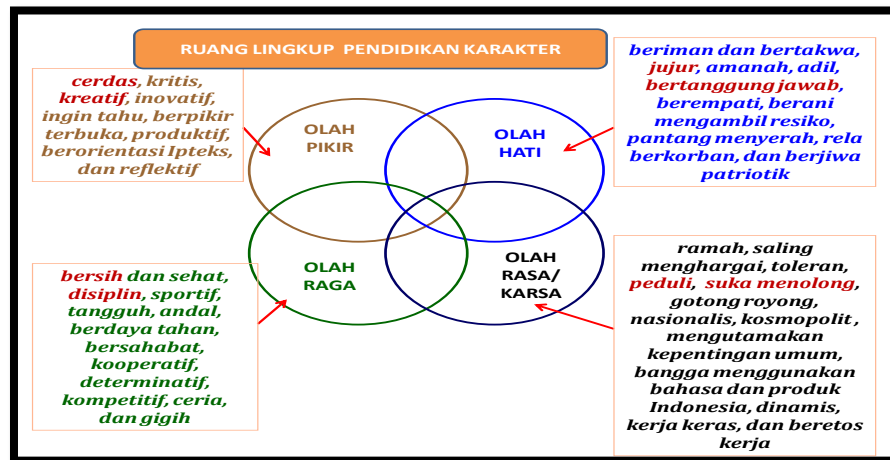 RUANG LINGKUP PENDIDIKAN KARAKTER
cerdas, kritis,
kreatif, inovatif,
ingin tahu, berpikir
terbuka, produktif,
berorientasi Ipteks,
dan reflektif
OLAH
PIKIR
OLAH
HATI
beriman dan bertakwa,
jujur, amanah, adil,
bertanggung jawab,
berempati, berani
mengambil resiko,
pantang menyerah, rela
berkorban, dan berjiwa
patriotik
bersih dan sehat,
disiplin, sportif,
tangguh, andal,
berdaya tahan,
bersahabat,
kooperatif,
determinatif,
kompetitif, ceria,
dan gigih
OLAH
RAGA
OLAH
RASA/
KARSA
ramah, saling
menghargai, toleran,
peduli, suka menolong,
gotong royong,
nasionalis, kosmopolit ,
mengutamakan
kepentingan umum,
bangga menggunakan
bahasa dan produk
Indonesia, dinamis,
kerja keras, dan beretos
kerja